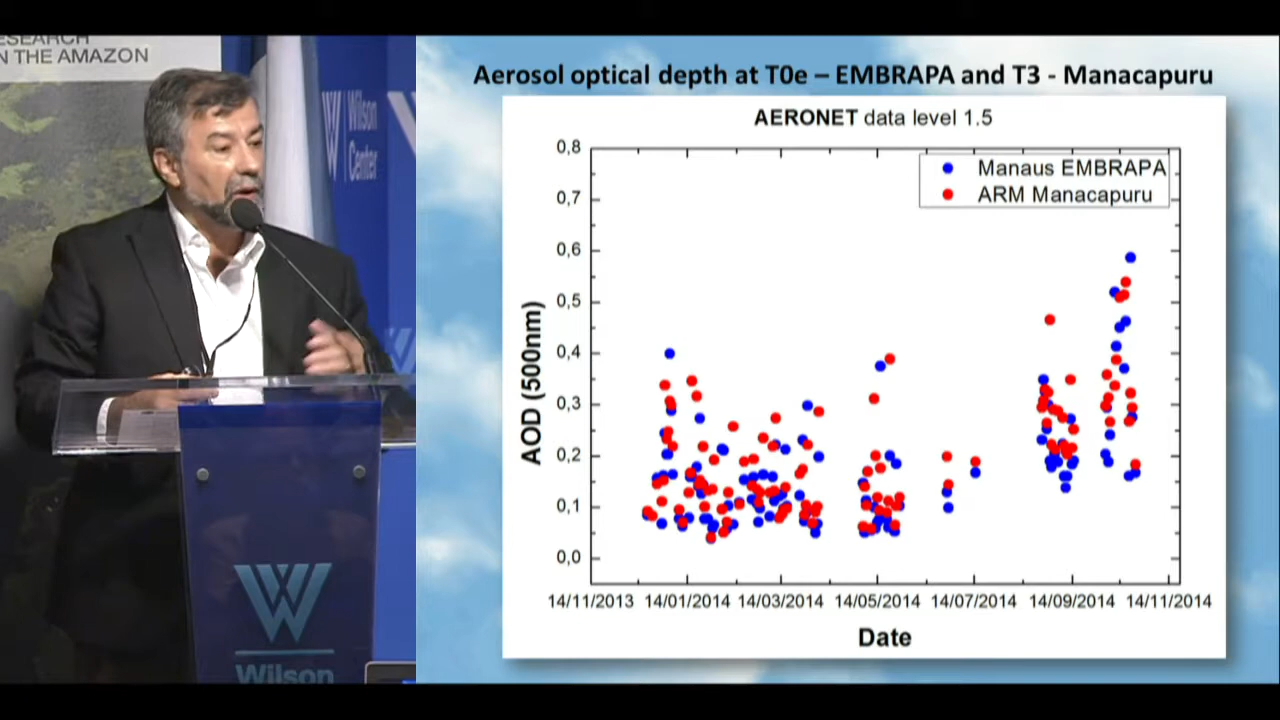 RESEARCH
N THE AMAZON
Wilson
Center
Wilson
Aerosol optical depth at T0e – EMBRAPA and T3 - Manacapuru
AERONET data level 1.5
Manaus EMBRAPA
ARM Manacapuru
0,8
0,7
0,6
0,5
0,4
0,3
0,2
0,1
0,0
AOD (500nm)
14/11/2013 14/01/2014 14/03/2014 14/05/2014 14/07/2014 14/09/2014 14/11/2014
Date